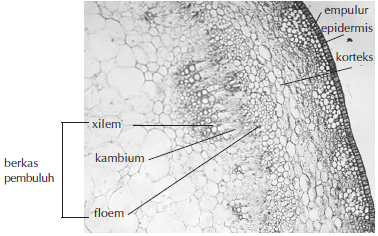 empulur
epidermis
korteks
xilem
kambium
berkas
pembuluh
floem